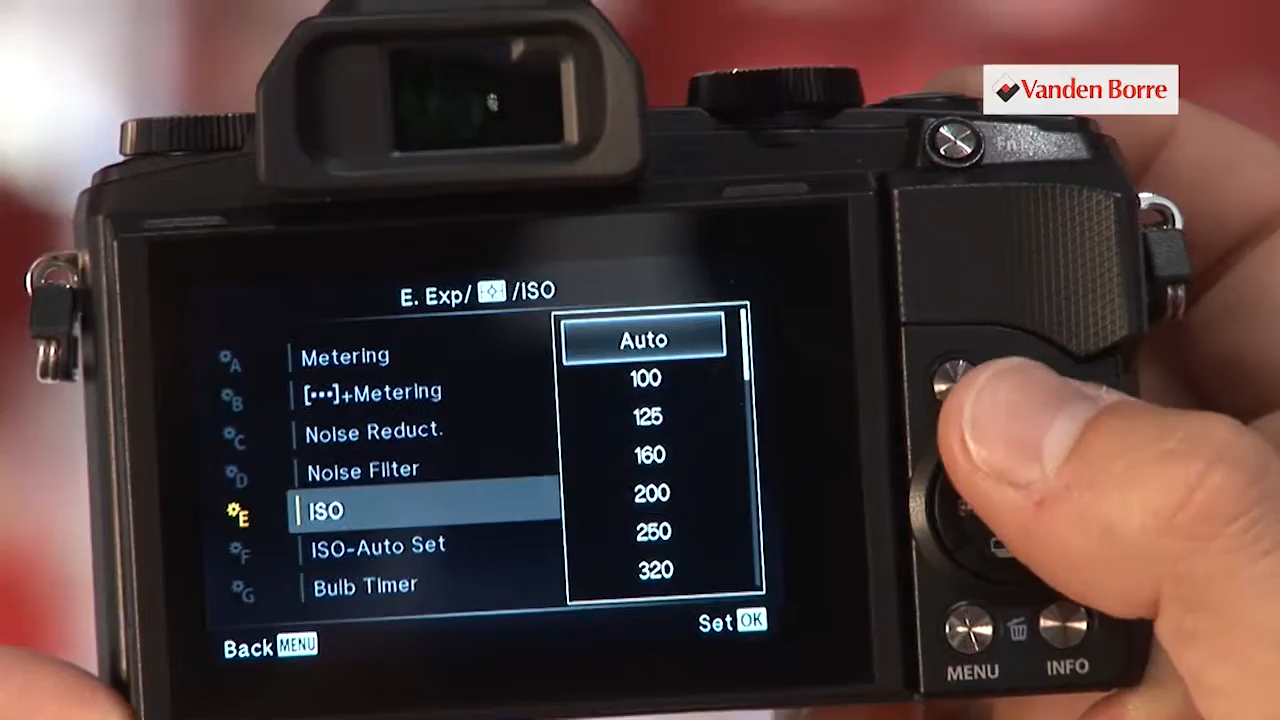 Vanden Borre
Fn
E. Exp/ /ISO
Metering
[•••]+Metering
Noise Reduct.
Noise Filter
ISO
ISO-Auto Set
Bulb Timer
A
B
C
D
E
F
G
Auto
100
125
160
200
250
320
Back MENU
Set OK
MENU
INFO